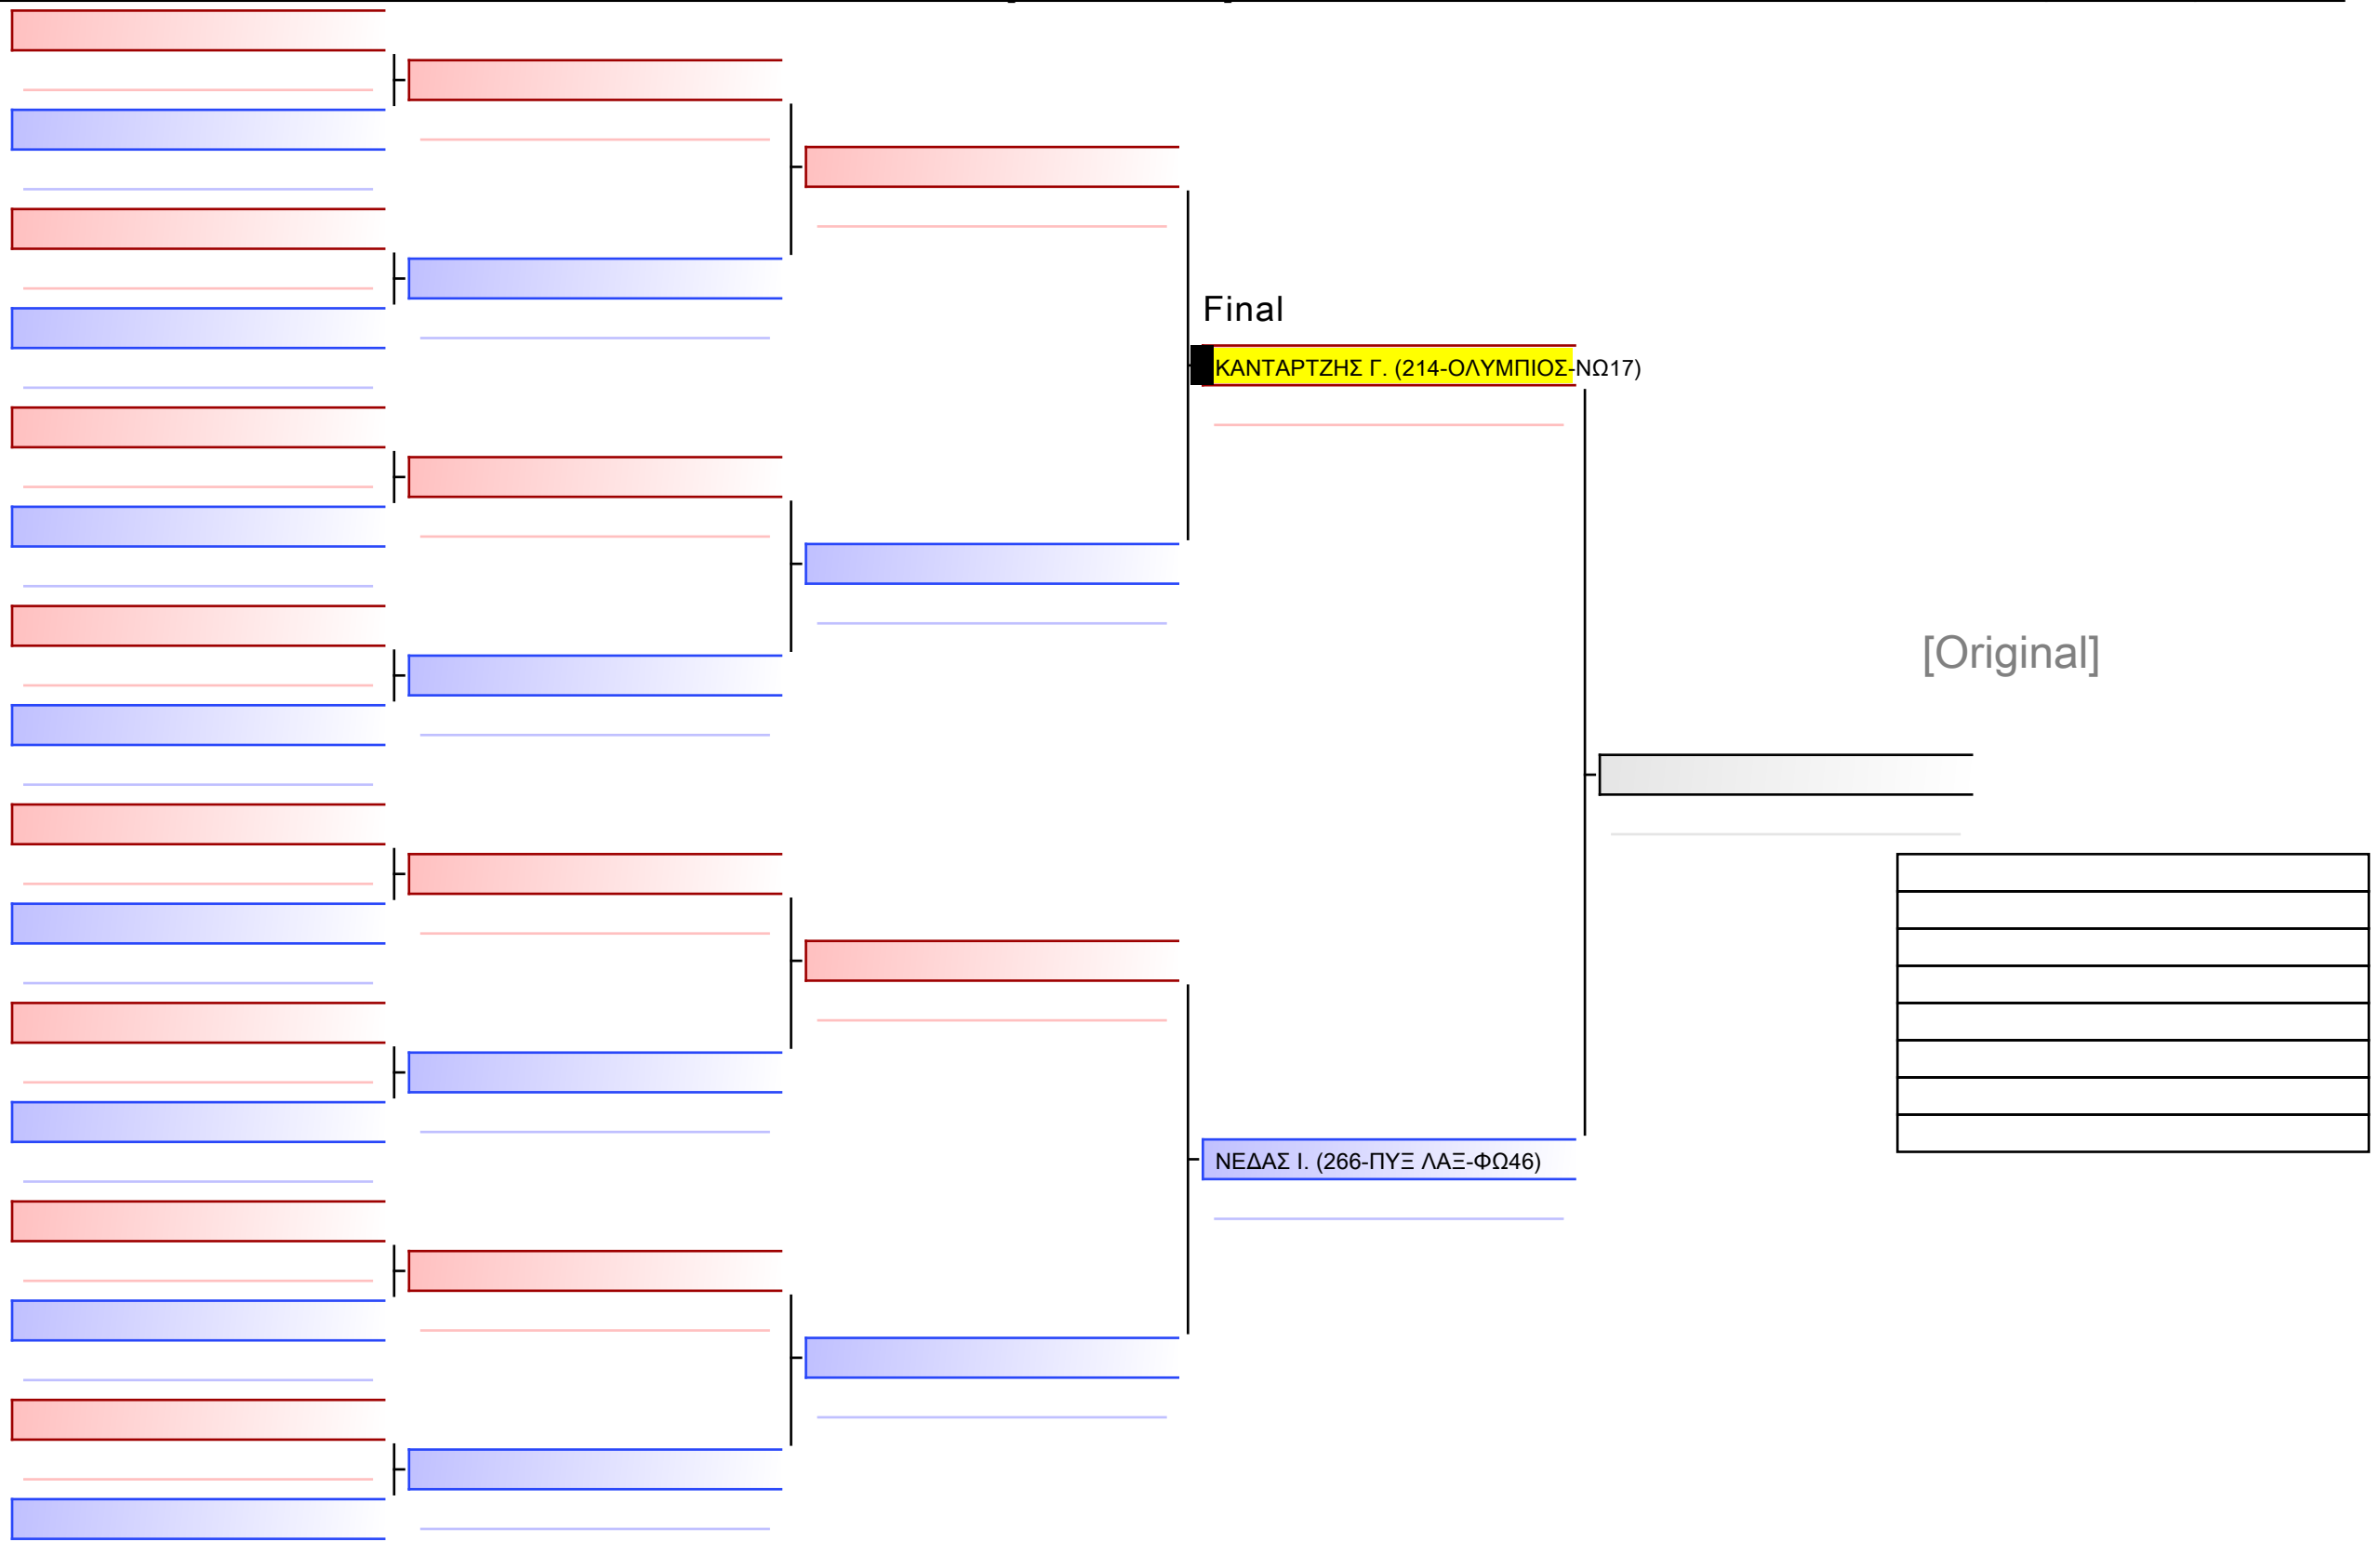 Final
ΚΑΝΤΑΡΤΖΗΣ Γ. (214-ΟΛΥΜΠΙΟΣ-ΝΩ17)
[Original]
ΝΕΔΑΣ Ι. (266-ΠΥΞ ΛΑΞ-ΦΩ46)